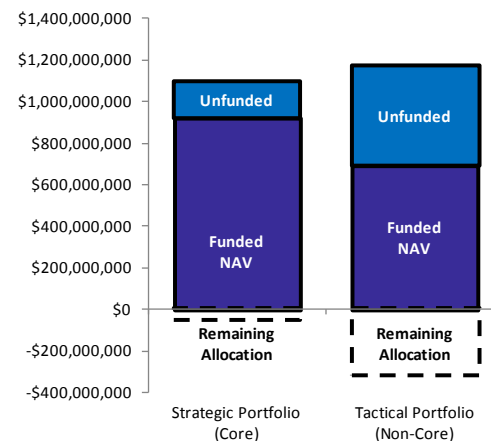 $1,400,000,000
$1,200,000,000
$1,000,000,000
$800,000,000
$600,000,000
$400,000,000
$200,000,000
$0
-$200,000,000
-$400,000,000
Unfunded
Funded
NAV
Remaining
Allocation
Unfunded
Funded
NAV
Remaining
Allocation
Strategic Portfolio
(Core)
Tactical Portfolio
(Non-Core)